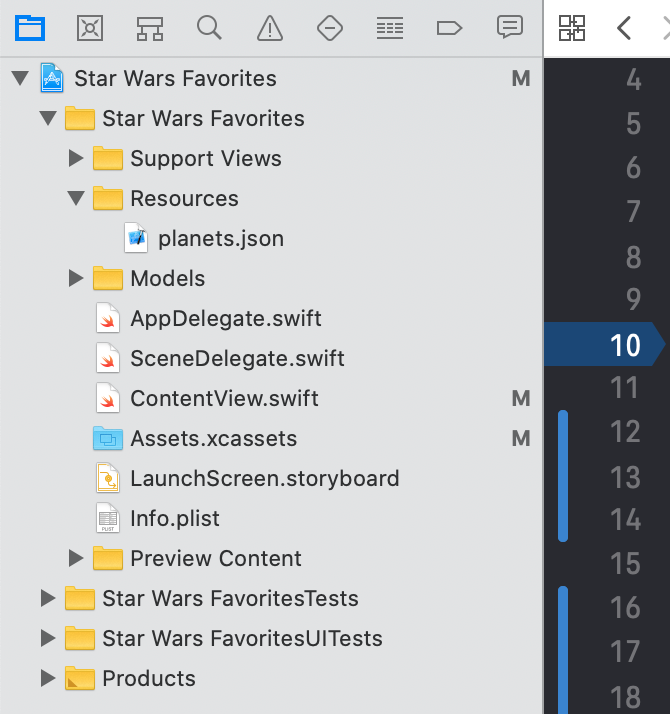 Star Wars Favorites M
Star Wars Favorites
Support Views
Resources
planets.json
Models
AppDelegate.swift
SceneDelegate.swift
ContentView.swift M
Assets.xcassets M
LaunchScreen.storyboard
PLIST Info.plist
Preview Content
Star Wars FavoritesTests
Star Wars FavoritesUITests
Products
4
5
6
7
8
9
10
11
12
13
14
15
16
17
18